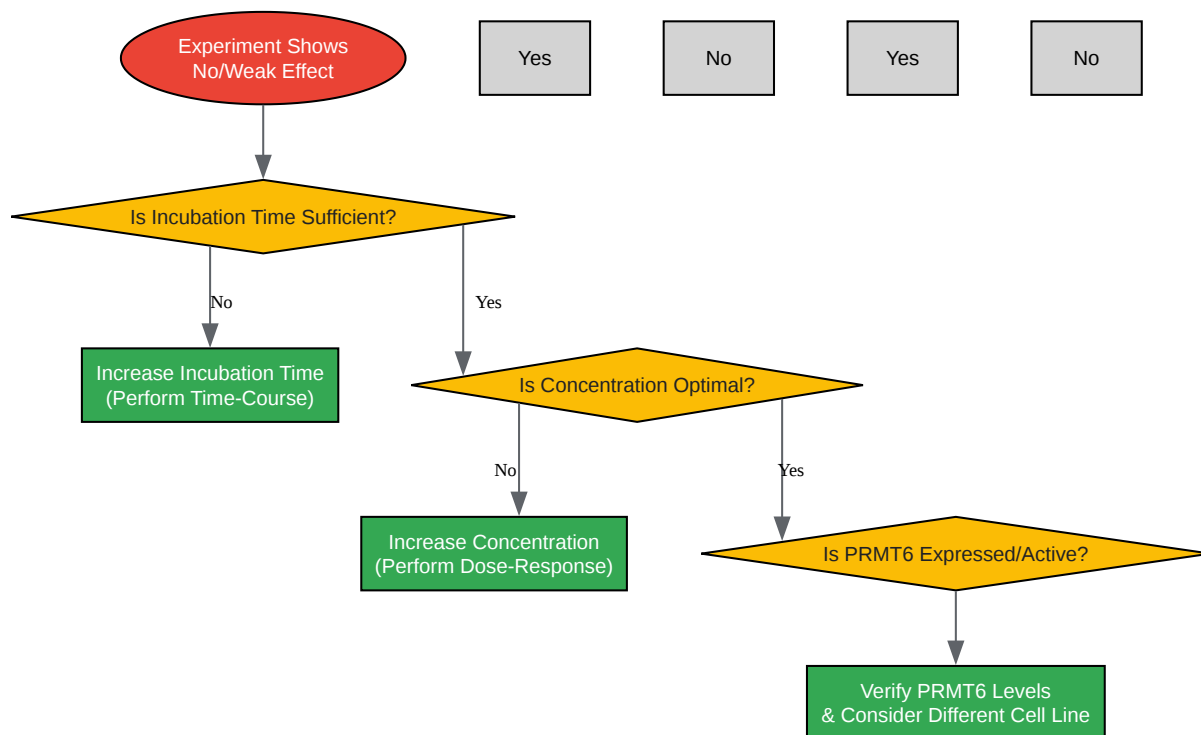 Experiment Shows
No/Weak Effect
Yes
No
Yes
No
Is Incubation Time Sufficient?
No
Yes
Increase Incubation Time
(Perform Time-Course)
Is Concentration Optimal?
No
Yes
Increase Concentration
(Perform Dose-Response)
Is PRMT6 Expressed/Active?
Verify PRMT6 Levels
& Consider Different Cell Line